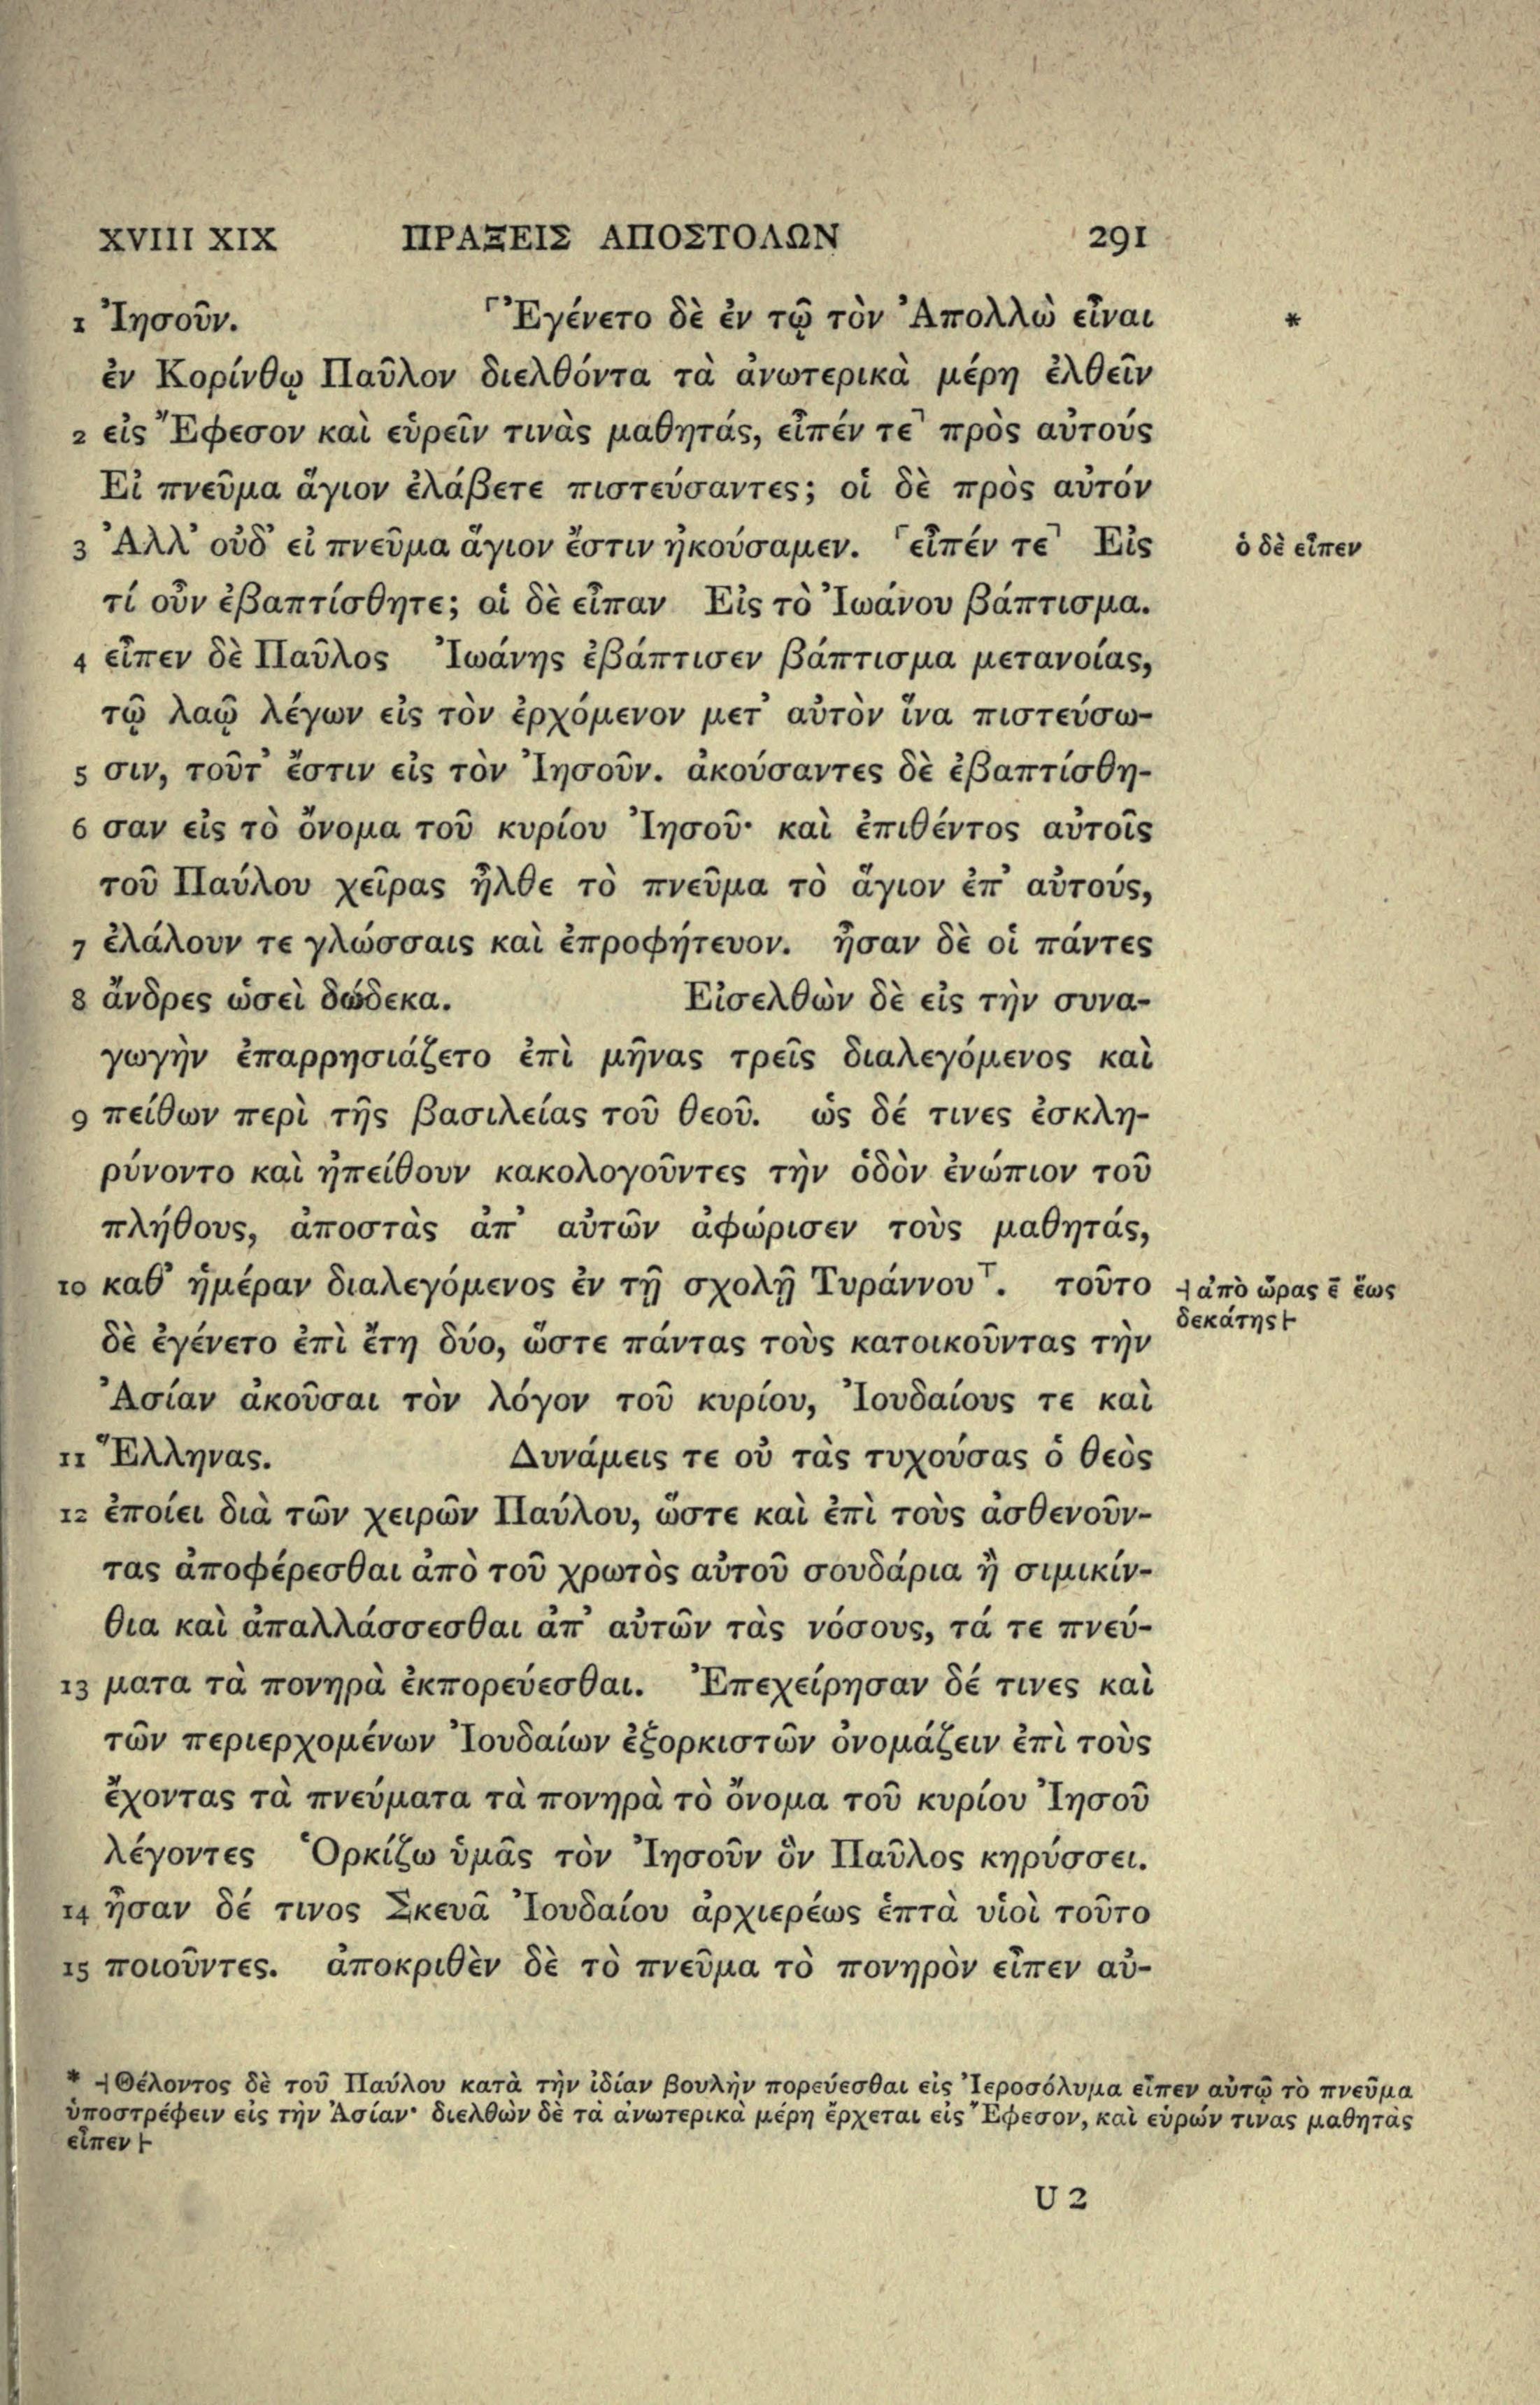 XVIII XIX ΠΡΑΞΕΙΣ ΑΠΟΣΤΟΛΩΝ 291
1 Ἰησοῦν. ⌜Ἐγένετο δὲ ἐν τῷ τὸν Ἀπολλὼ εἶναι *
ἐν Κορίνθῳ Παῦλον διελθόντα τὰ ἀνωτερικὰ μέρη ἐλθεῖν
2 εἰς Ἔφεσον καὶ εὑρεῖν τινὰς μαθητάς, εἶπέν τε⌝ πρὸς αὐτούς
Εἰ πνεῦμα ἅγιον ἐλάβετε πιστεύσαντες; οἱ δὲ πρὸς αὐτόν
3 Ἀλλ᾽ οὐδ᾽ εἰ πνεῦμα ἅγιον ἔστιν ἠκούσαμεν. ⌜εἶπέν τε⌝ Εἰς ὁ δὲ εἶπεν
τί οὖν ἐβαπτίσθητε; οἱ δὲ εἶπαν Εἰς τὸ Ἰωάνου βάπτισμα.
4 εἶπεν δὲ Παῦλος Ἰωάνης ἐβάπτισεν βάπτισμα μετανοίας,
τῷ λαῷ λέγων εἰς τὸν ἐρχόμενον μετ᾽ αὐτὸν ἵνα πιστεύσω-
5 σιν, τοῦτ᾽ ἔστιν εἰς τὸν Ἰησοῦν. ἀκούσαντες δὲ ἐβαπτίσθη-
6 σαν εἰς τὸ ὄνομα τοῦ κυρίου Ἰησοῦ· καὶ ἐπιθέντος αὐτοῖς
τοῦ Παύλου χεῖρας ἦλθε τὸ πνεῦμα τὸ ἅγιον ἐπ᾽ αὐτούς,
7 ἐλάλουν τε γλώσσαις καὶ ἐπροφήτευον. ἦσαν δὲ οἱ πάντες
8 ἄνδρες ὡσεὶ δώδεκα. Εἰσελθὼν δὲ εἰς τὴν συνα-
γωγὴν ἐπαρρησιάζετο ἐπὶ μῆνας τρεῖς διαλεγόμενος καὶ
9 πείθων περὶ τῆς βασιλείας τοῦ θεοῦ. ὡς δέ τινες ἐσκλη-
ρύνοντο καὶ ἠπείθουν κακολογοῦντες τὴν ὁδὸν ἐνώπιον τοῦ
πλήθους, ἀποστὰς ἀπ᾽ αὐτῶν ἀφώρισεν τοὺς μαθητάς,
10 καθ᾽ ἡμέραν διαλεγόμενος ἐν τῇ σχολῇ Τυράννου⊤. τοῦτο ⊣ἀπὸ ὥρας ε̄ ἕως
δεκάτης⊢
δὲ ἐγένετο ἐπὶ ἔτη δύο, ὥστε πάντας τοὺς κατοικοῦντας τὴν
Ἀσίαν ἀκοῦσαι τὸν λόγον τοῦ κυρίου, Ἰουδαίους τε καὶ
11 Ἕλληνας. Δυνάμεις τε οὐ τὰς τυχούσας ὁ θεὸς
12 ἐποίει διὰ τῶν χειρῶν Παύλου, ὥστε καὶ ἐπὶ τοὺς ἀσθενοῦν-
τας ἀποφέρεσθαι ἀπὸ τοῦ χρωτὸς αὐτοῦ σουδάρια ἢ σιμικίν-
θια καὶ ἀπαλλάσσεσθαι ἀπ᾽ αὐτῶν τὰς νόσους, τά τε πνεύ-
13 ματα τὰ πονηρὰ ἐκπορεύεσθαι. Ἐπεχείρησαν δέ τινες καὶ
τῶν περιερχομένων Ἰουδαίων ἐξορκιστῶν ὀνομάζειν ἐπὶ τοὺς
ἔχοντας τὰ πνεύματα τὰ πονηρὰ τὸ ὄνομα τοῦ κυρίου Ἰησοῦ
λέγοντες Ὁρκίζω ὑμᾶς τὸν Ἰησοῦν ὃν Παῦλος κηρύσσει.
14 ἦσαν δέ τινος Σκευᾶ Ἰουδαίου ἀρχιερέως ἑπτὰ υἱοὶ τοῦτο
15 ποιοῦντες. ἀποκριθὲν δὲ τὸ πνεῦμα τὸ πονηρὸν εἶπεν αὐ-
* ⊣Θέλοντος δὲ τοῦ Παύλου κατὰ τὴν ἰδίαν βουλὴν πορεύεσθαι εἰς Ἰεροσόλυμα εἶπεν αὐτῷ τὸ πνεῦμα
ὑποστρέφειν εἰς τὴν Ἀσίαν· διελθὼν δὲ τὰ ἀνωτερικὰ μέρη ἔρχεται εἰς Ἔφεσον, καὶ εὑρών τινας μαθητὰς
εἶπεν⊢
U 2